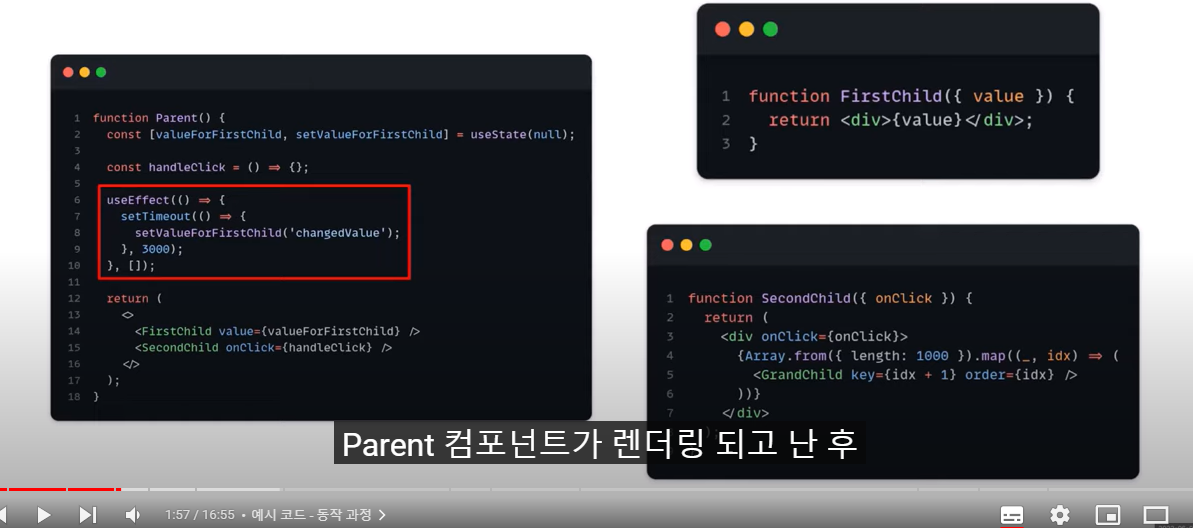 1 function Parent() {
2 const [valueForFirstChild, setValueForFirstChild] = useState(null);
3
4 const handleClick = () => {};
5
6 useEffect(() => {
7 setTimeout(() => {
8 setValueForFirstChild('changedValue');
9 }, 3000);
10 }, []);
11
12 return (
13 <>
14 <FirstChild value={valueForFirstChild} />
15 <SecondChild onClick={handleClick} />
16 </>
17 );
18 }
1 function FirstChild({ value }) {
2 return <div>{value}</div>;
3 }
1 function SecondChild({ onClick }) {
2 return (
3 <div onClick={onClick}>
4 {Array.from({ length: 1000 }).map((_, idx) => (
5 <GrandChild key={idx + 1} order={idx} />
6 ))}
7 </div>
);
Parent 컴포넌트가 렌더링 되고 난 후
1:57 / 16:55 • 예시 코드 - 동작 과정 >